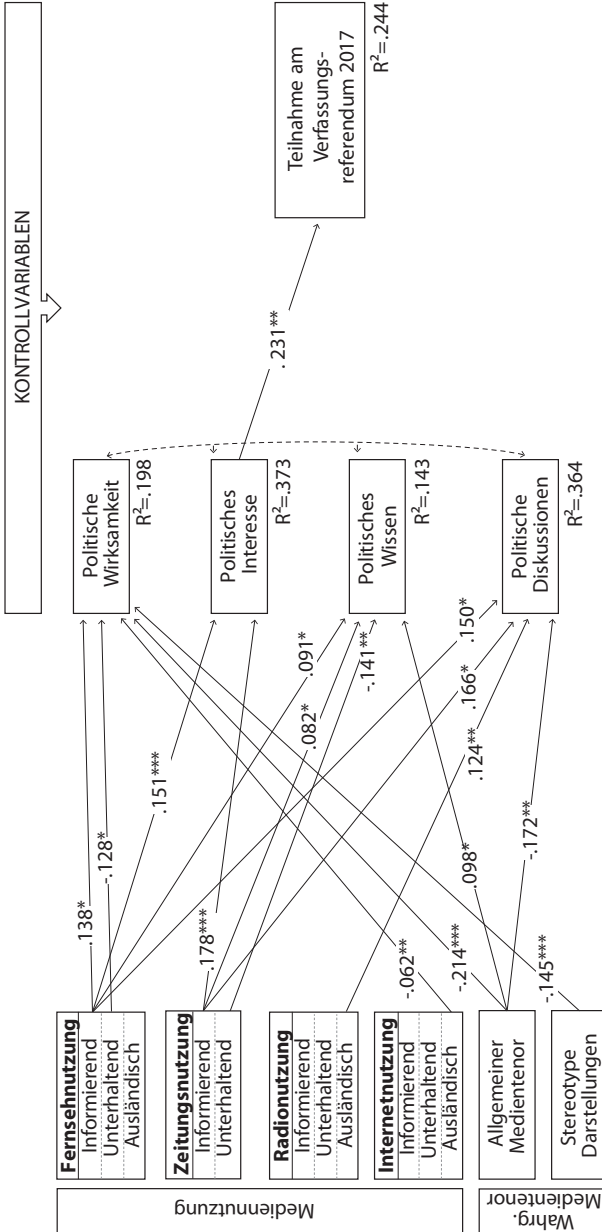 KONTROLLVARIABLEN
Mediennutzung
Fernsehnutzung
Informierend
Unterhaltend
Ausländisch
Zeitungsnutzung
Informierend
Unterhaltend
Radionutzung
Informierend
Unterhaltend
Ausländisch
Internetnutzung
Informierend
Unterhaltend
Ausländisch
Wahrg.
Medientenor
Allgemeiner
Medientenor
Stereotype
Darstellungen
.138*
-.128*
.151***
.178***
.091*
.082*
-.141**
.150*
.166*
.124**
-.062**
-.214***
.098*
-.172**
-.145***
Politische
Wirksamkeit
R²=.198
Politisches
Interesse
R²=.373
Politisches
Wissen
R²=.143
Politische
Diskussionen
R²=.364
.231**
Teilnahme am
Verfassungs-
referendum 2017
R²=.244